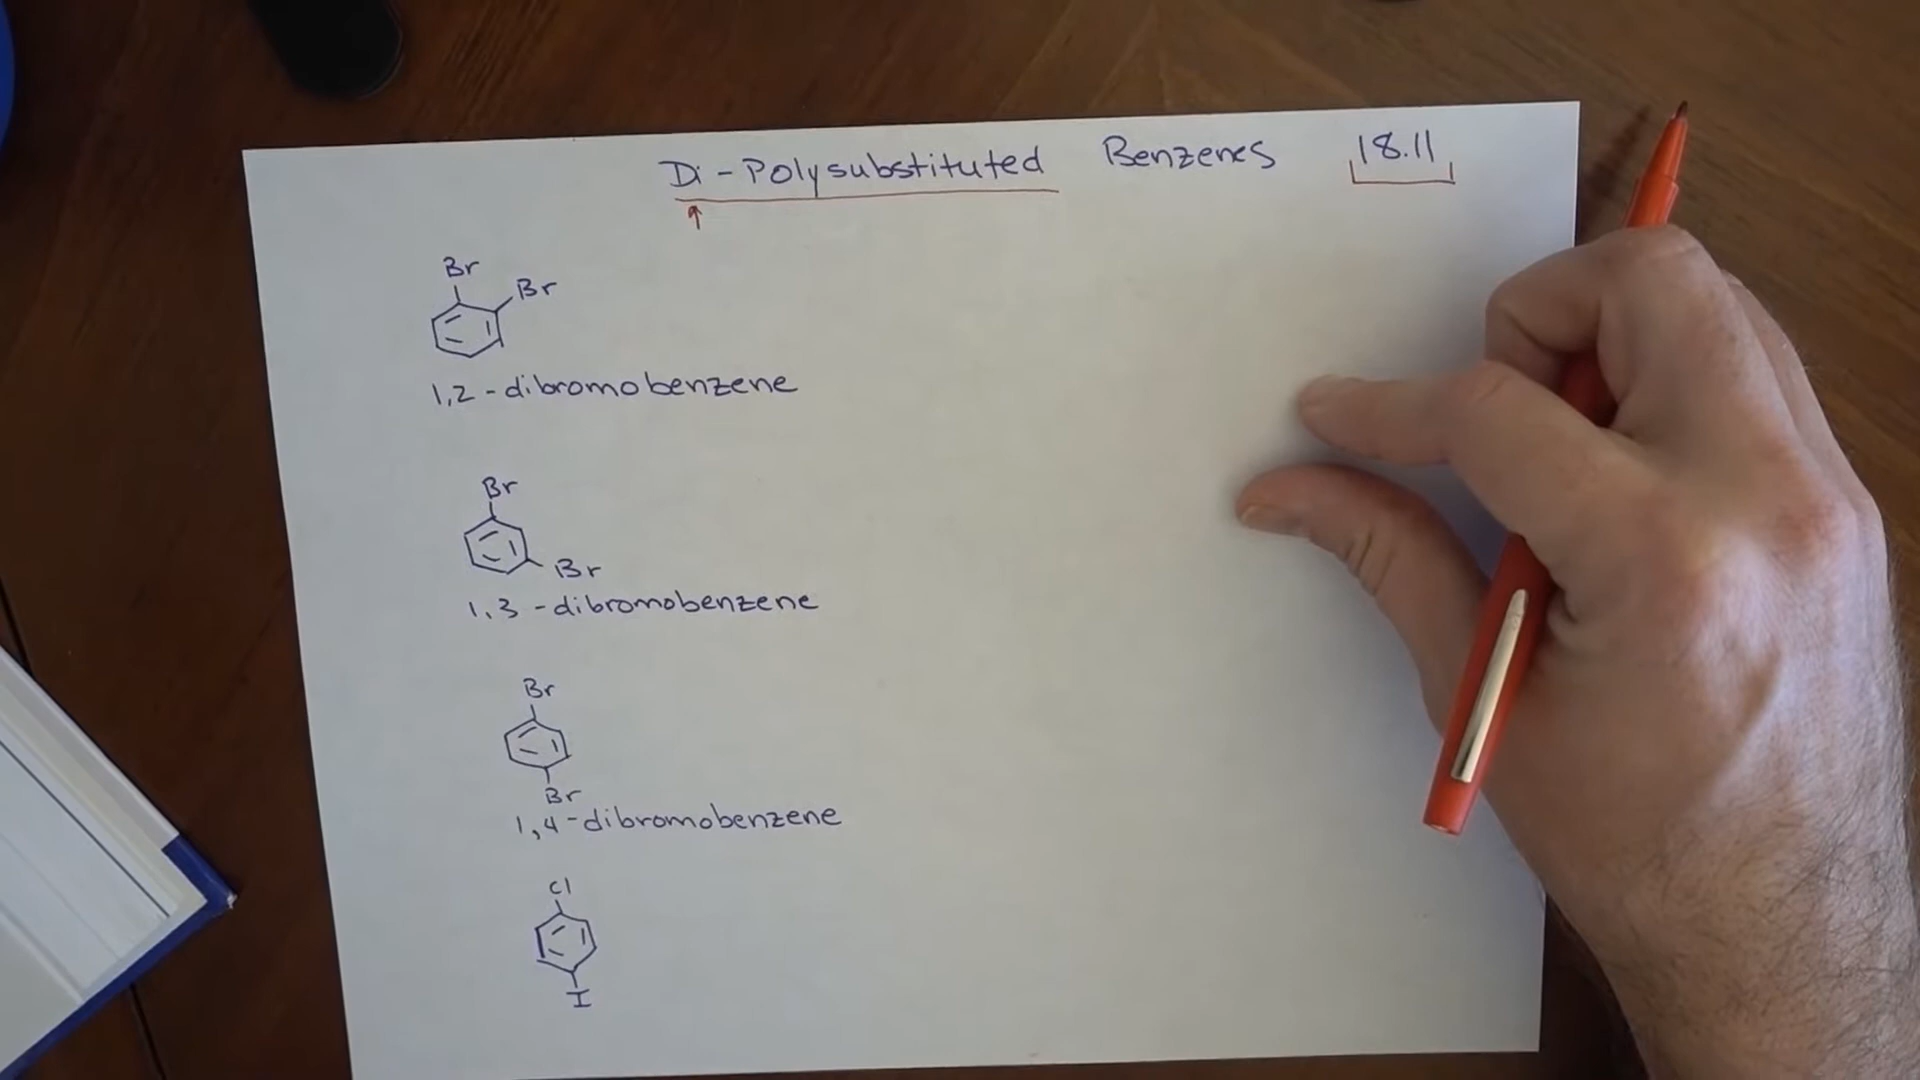 Di-Polysubstituted Benzenes 18.11
Br
Br
1,2-dibromobenzene
Br
Br
1,3-dibromobenzene
Br
Br
1,4-dibromobenzene
Cl
I